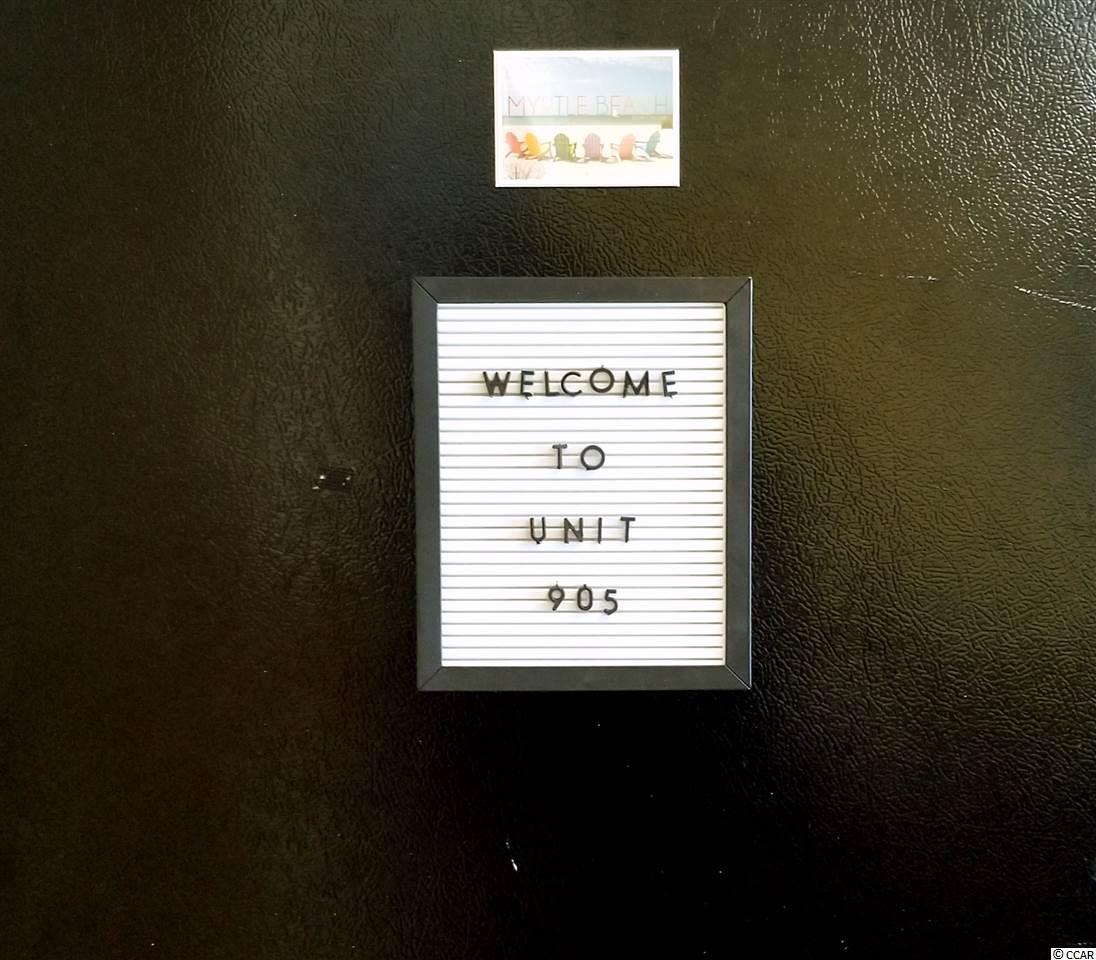 MYRTLE BEACH
WELCOME
TO
UNIT
905
© CCAR